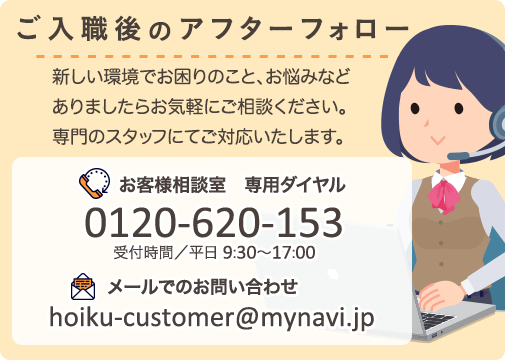 ご入職後のアフターフォロー
新しい環境でお困りのこと、お悩みなど
ありましたらお気軽にご相談ください。
専門のスタッフにてご対応いたします。
お客様相談室　専用ダイヤル
0120-620-153
受付時間／平日 9:30〜17:00
メールでのお問い合わせ
hoiku-customer@mynavi.jp